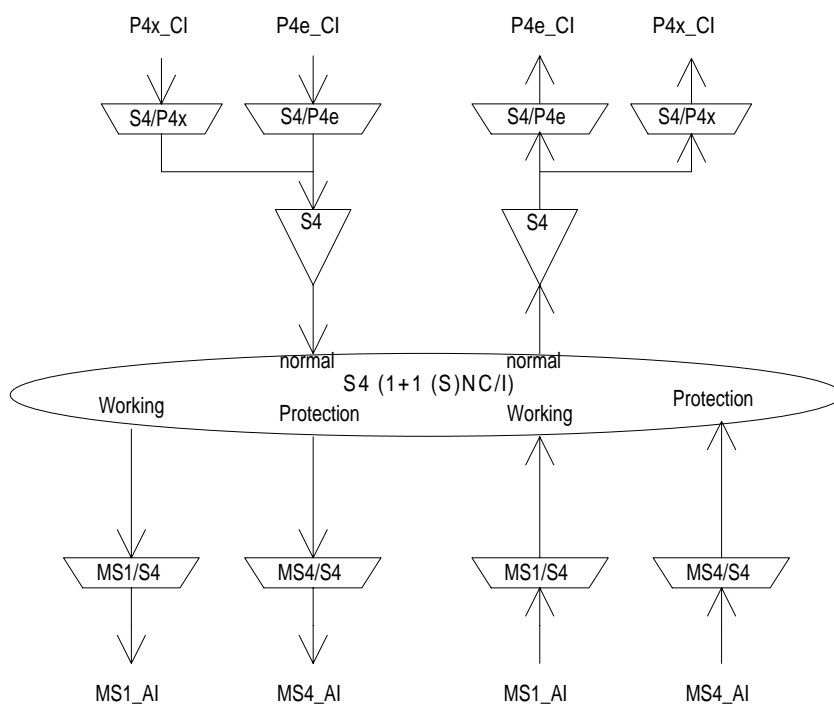 P4x_CI P4e_CI P4e_CI P4x_CI
S4/P4x S4/P4e S4/P4e S4/P4x
S4 S4
normal normal
S4 (1+1 (S)NC/I)
Working Protection Working Protection
MS1/S4 MS4/S4 MS1/S4 MS4/S4
MS1_AI MS4_AI MS1_AI MS4_AI